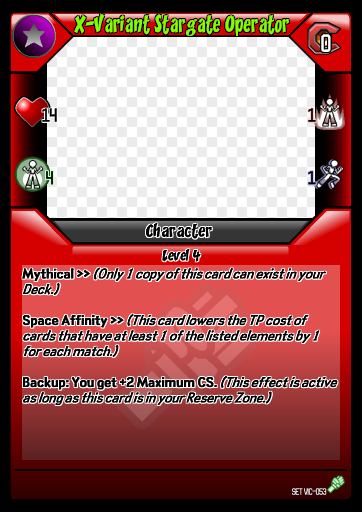 X-Variant Stargate Operator
0
14
1
4
1
Character
Level 4
Mythical >> (Only 1 copy of this card can exist in your
Deck.)
Space Affinity >> (This card lowers the TP cost of
cards that have at least 1 of the listed elements by 1
for each match.)
Backup: You get +2 Maximum CS. (This effect is active
as long as this card is in your Reserve Zone.)
SET VIC-053